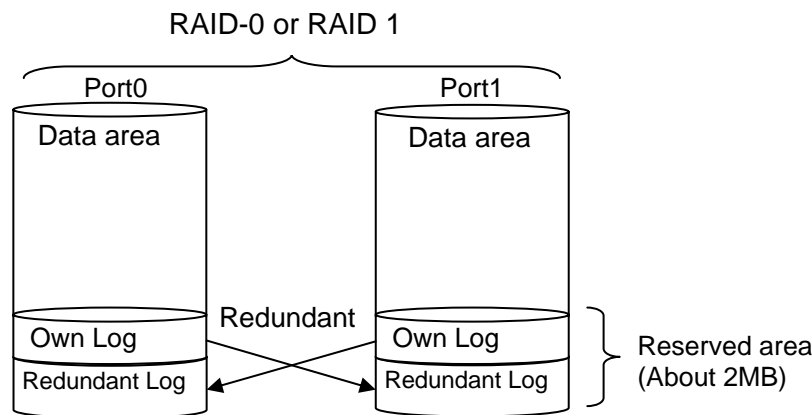 RAID-0 or RAID 1
Port0
Port1
Data area
Data area
Redundant
Own Log
Own Log
Redundant Log
Redundant Log
Reserved area
(About 2MB)